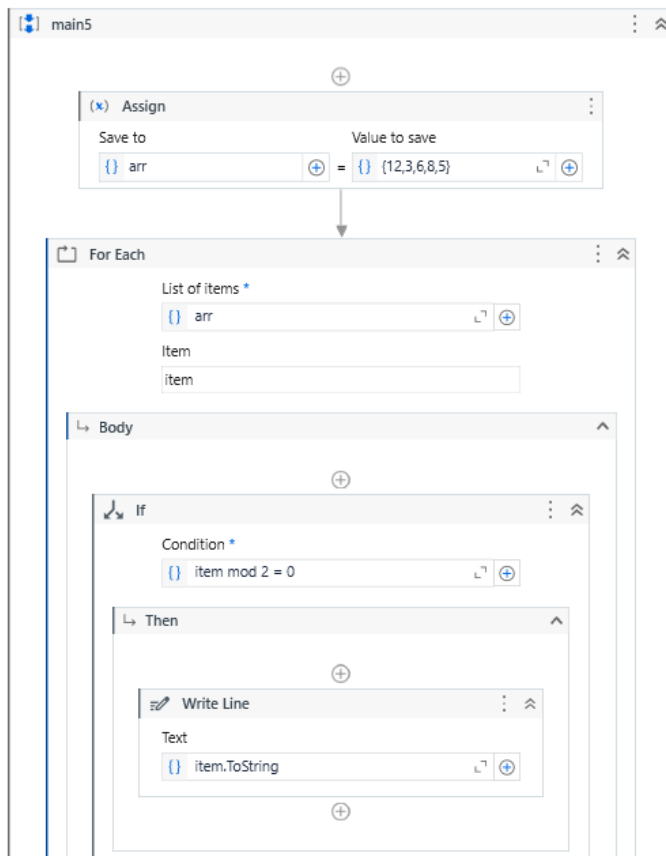 main5
(x) Assign
Save to Value to save
{} arr = {} {12,3,6,8,5}
For Each
List of items *
{} arr
Item
item
Body
If
Condition *
{} item mod 2 = 0
Then
Write Line
Text
{} item.ToString